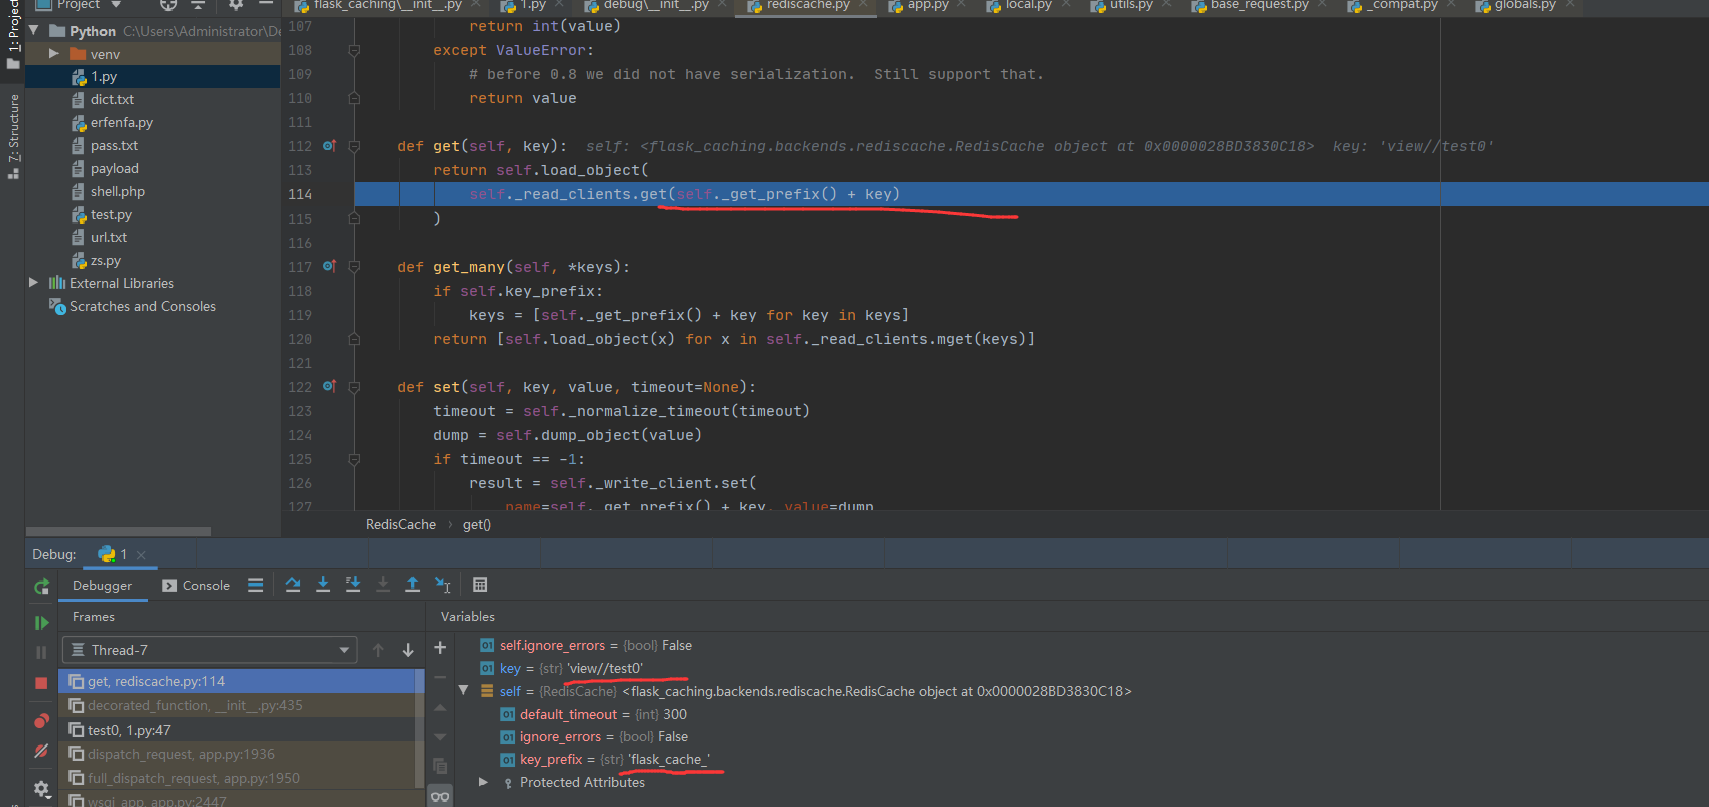 Project
flask_caching\__init__.py
1.py
debug\__init__.py
rediscache.py
app.py
local.py
utils.py
base_request.py
_compat.py
globals.py
1: Project
7: Structure
Python C:\Users\Administrator\De
venv
1.py
dict.txt
erfenfa.py
pass.txt
payload
shell.php
test.py
url.txt
zs.py
External Libraries
Scratches and Consoles
107 return int(value)
108 except ValueError:
109 # before 0.8 we did not have serialization.  Still support that.
110 return value
111
112 def get(self, key): self: <flask_caching.backends.rediscache.RedisCache object at 0x0000028BD3830C18> key: 'view//test0'
113 return self.load_object(
114 self._read_clients.get(self._get_prefix() + key)
115 )
116
117 def get_many(self, *keys):
118 if self.key_prefix:
119 keys = [self._get_prefix() + key for key in keys]
120 return [self.load_object(x) for x in self._read_clients.mget(keys)]
121
122 def set(self, key, value, timeout=None):
123 timeout = self._normalize_timeout(timeout)
124 dump = self.dump_object(value)
125 if timeout == -1:
126 result = self._write_client.set(
127 name=self._get_prefix() + key, value=dump
RedisCache › get()
Debug: 1
Debugger Console
Frames
Variables
Thread-7
get, rediscache.py:114
decorated_function, __init__.py:435
test0, 1.py:47
dispatch_request, app.py:1936
full_dispatch_request, app.py:1950
wsgi_app, app.py:2447
self.ignore_errors = {bool} False
key = {str} 'view//test0'
self = {RedisCache} <flask_caching.backends.rediscache.RedisCache object at 0x0000028BD3830C18>
default_timeout = {int} 300
ignore_errors = {bool} False
key_prefix = {str} 'flask_cache_'
Protected Attributes